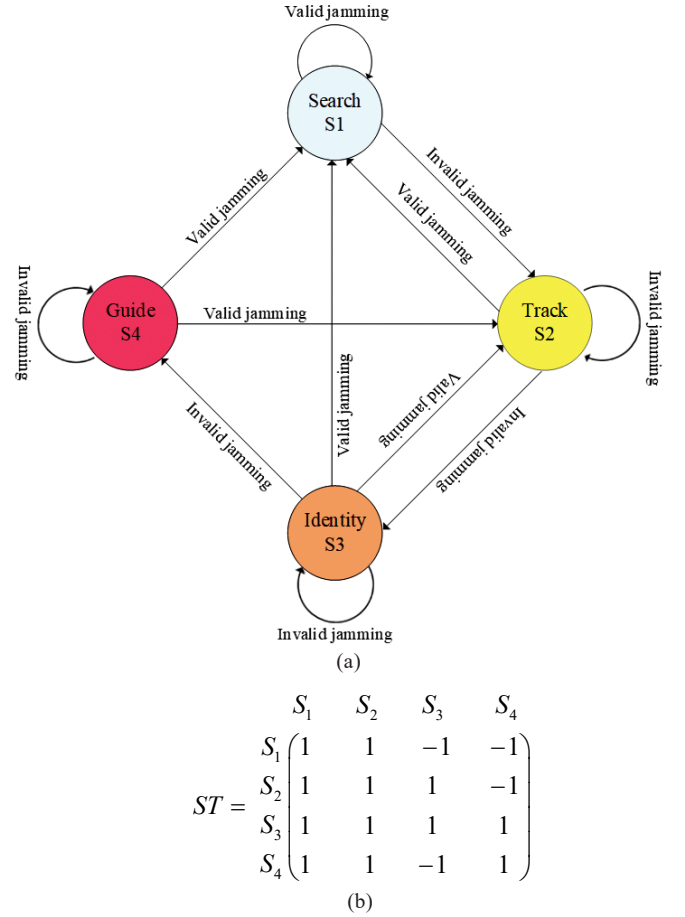 Valid jamming
Search
S1
Invalid jamming
Valid jamming
Valid jamming
Invalid jamming
Guide
S4
Valid jamming
Track
S2
Invalid jamming
Valid jamming
Valid jamming
Invalid jamming
Invalid jamming
Identity
S3
Invalid jamming
(a)
S₁ S₂ S₃ S₄
S₁ 1 1 −1 −1
S₂ 1 1 1 −1
ST =
S₃ 1 1 1 1
S₄ 1 1 −1 1
(b)